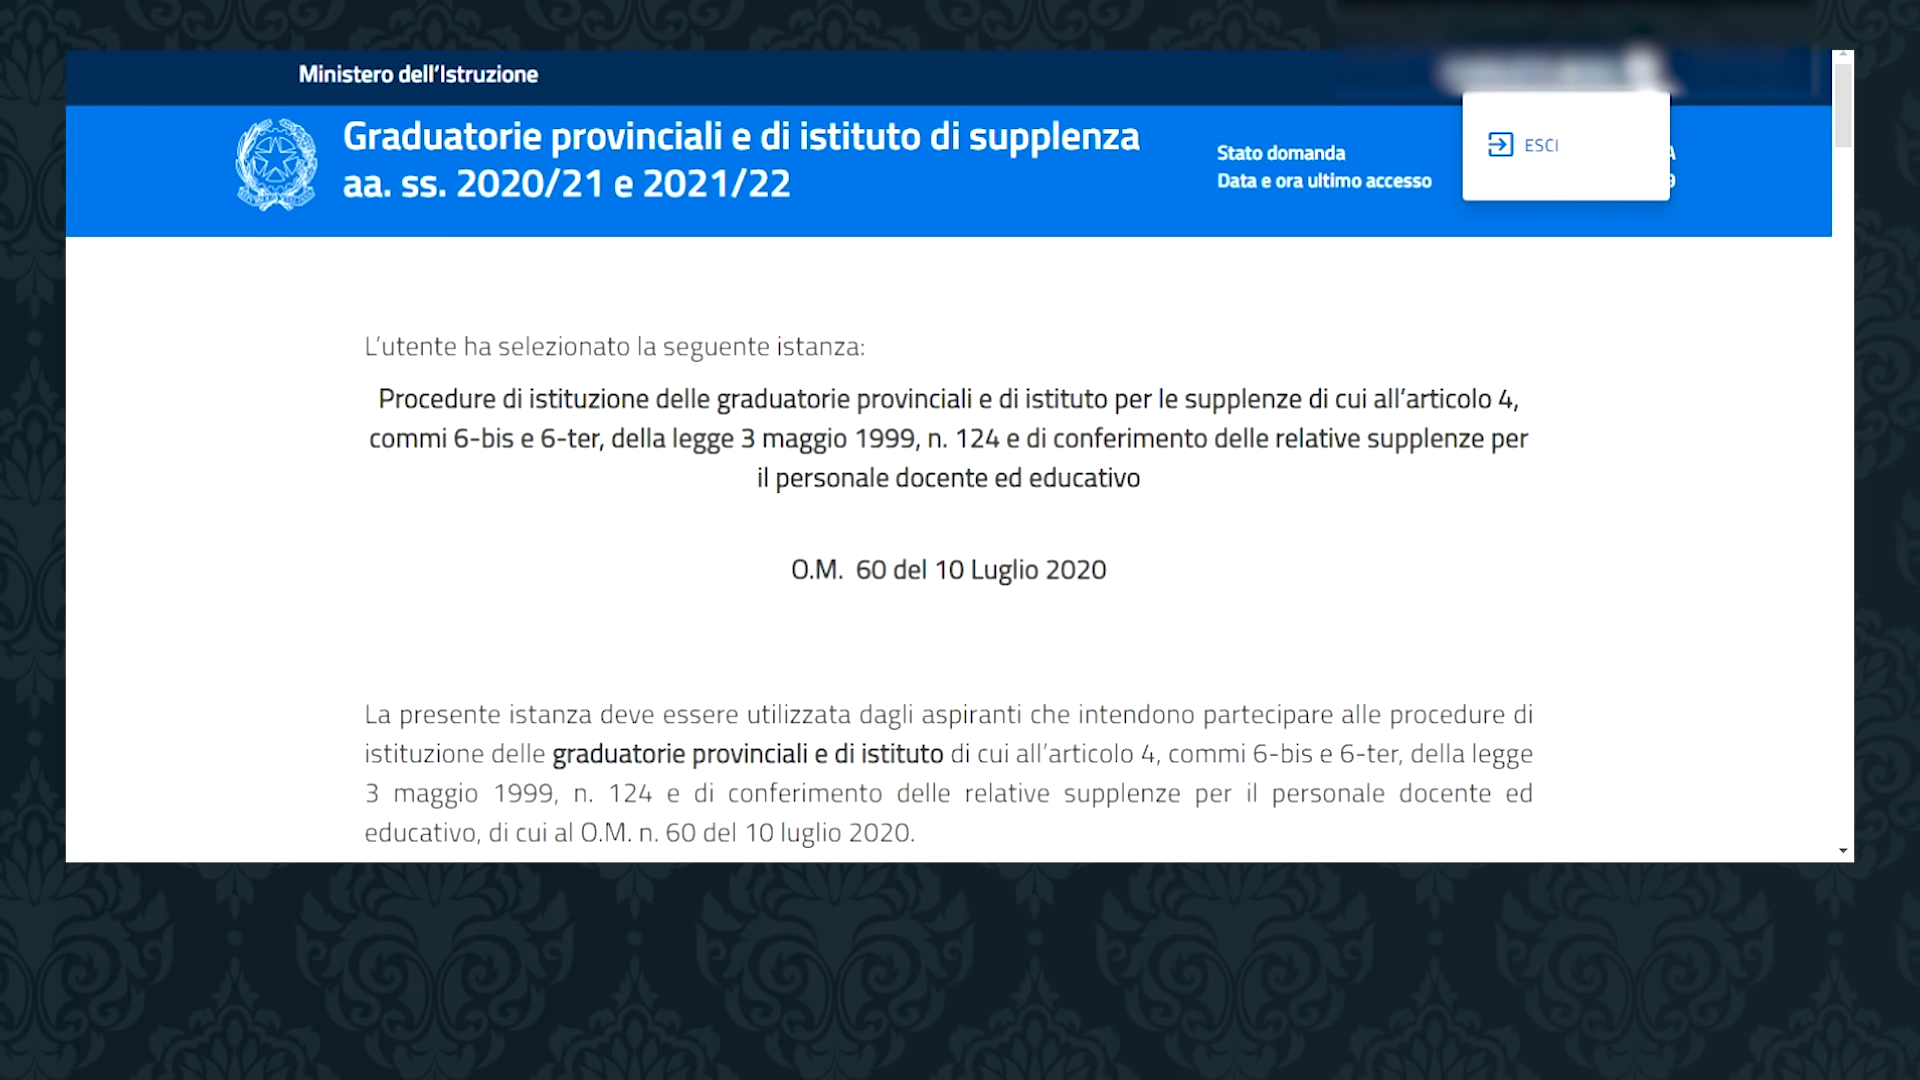 Ministero dell'Istruzione
Graduatorie provinciali e di istituto di supplenza
aa. ss. 2020/21 e 2021/22
Stato domanda
Data e ora ultimo accesso
ESCI
L'utente ha selezionato la seguente istanza:
Procedure di istituzione delle graduatorie provinciali e di istituto per le supplenze di cui all'articolo 4,
commi 6-bis e 6-ter, della legge 3 maggio 1999, n. 124 e di conferimento delle relative supplenze per
il personale docente ed educativo
O.M. 60 del 10 Luglio 2020
La presente istanza deve essere utilizzata dagli aspiranti che intendono partecipare alle procedure di
istituzione delle graduatorie provinciali e di istituto di cui all'articolo 4, commi 6-bis e 6-ter, della legge
3 maggio 1999, n. 124 e di conferimento delle relative supplenze per il personale docente ed
educativo, di cui al O.M. n. 60 del 10 luglio 2020.